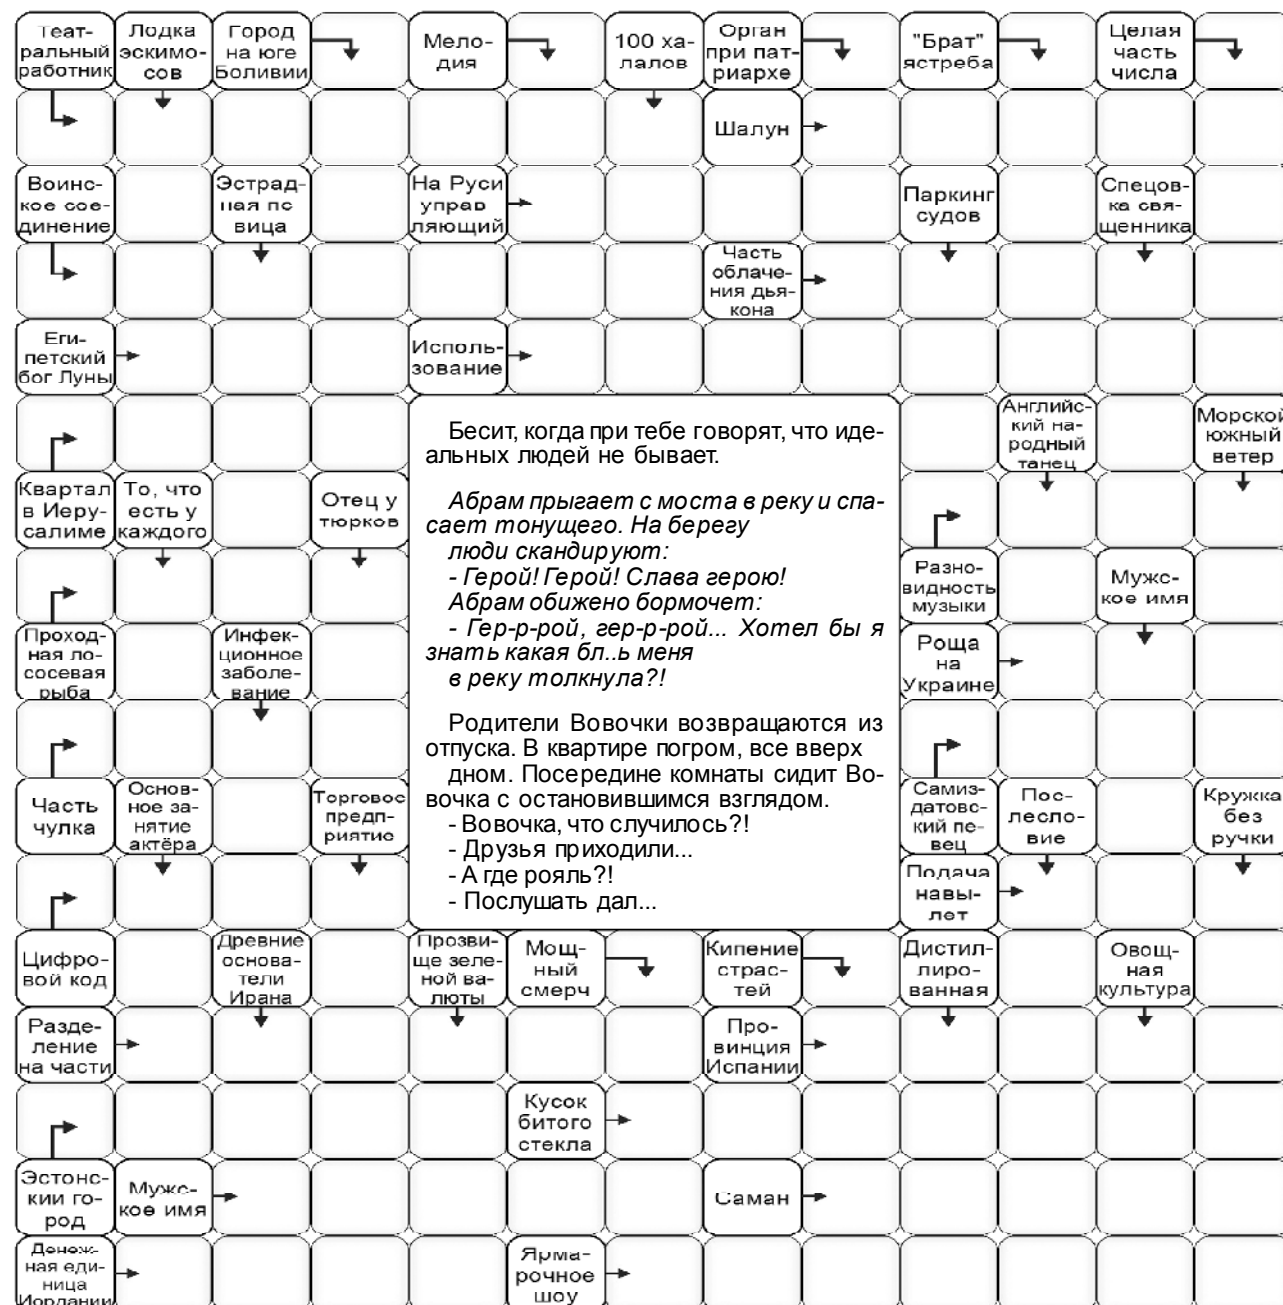 Теат-
ральный
работник
Лодка
эскимо-
сов
Город
на юге
Боливии
Мело-
дия
100 ха-
лалов
Орган
при пат-
риархе
"Брат"
ястреба
Целая
часть
числа
Шалун
Воинс-
кое сое-
динение
Эстрад-
ная пе
вица
На Руси
управ
ляющий
Паркинг
судов
Спецов-
ка свя-
щенника
Часть
облаче-
ния дья-
кона
Еги-
петский
бог Луны
Исполь-
зование
Английс-
кий на-
родный
танец
Морской
южный
ветер
Квартал
в Иеру-
салиме
То, что
есть у
каждого
Отец у
тюрков
Разно-
видность
музыки
Мужс-
кое имя
Проход-
ная ло-
сосевая
рыба
Инфек-
ционное
заболе-
вание
Роща
на
Украине
Часть
чулка
Основ-
ное за-
нятие
актёра
Торговое
предп-
риятие
Самиз-
датовс-
кий пе-
вец
Пос-
лесло-
вие
Кружка
без
ручки
Подача
навы-
лет
Бесит, когда при тебе говорят, что иде-
альных людей не бывает.
Абрам прыгает с моста в реку и спа-
сает тонущего. На берегу
люди скандируют:
- Герой! Герой! Слава герою!
Абрам обижено бормочет:
- Гер-р-рой, гер-р-рой... Хотел бы я
знать какая бл..ь меня
в реку толкнула?!
Родители Вовочки возвращаются из
отпуска. В квартире погром, все вверх
дном. Посередине комнаты сидит Во-
вочка с остановившимся взглядом.
- Вовочка, что случилось?!
- Друзья приходили...
- А где рояль?!
- Послушать дал...
Цифро-
вой код
Древние
основа-
тели
Ирана
Прозви-
ще зеле
ной ва-
люты
Мощ-
ный
смерч
Кипение
страс-
тей
Дистил-
лиро-
ванная
Овощ-
ная
культура
Разде-
ление
на части
Про-
винция
Испании
Кусок
битого
стекла
Эстонс-
кий го-
род
Мужс-
кое имя
Саман
Денеж-
ная еди-
ница
Иордании
Ярма-
рочное
шоу